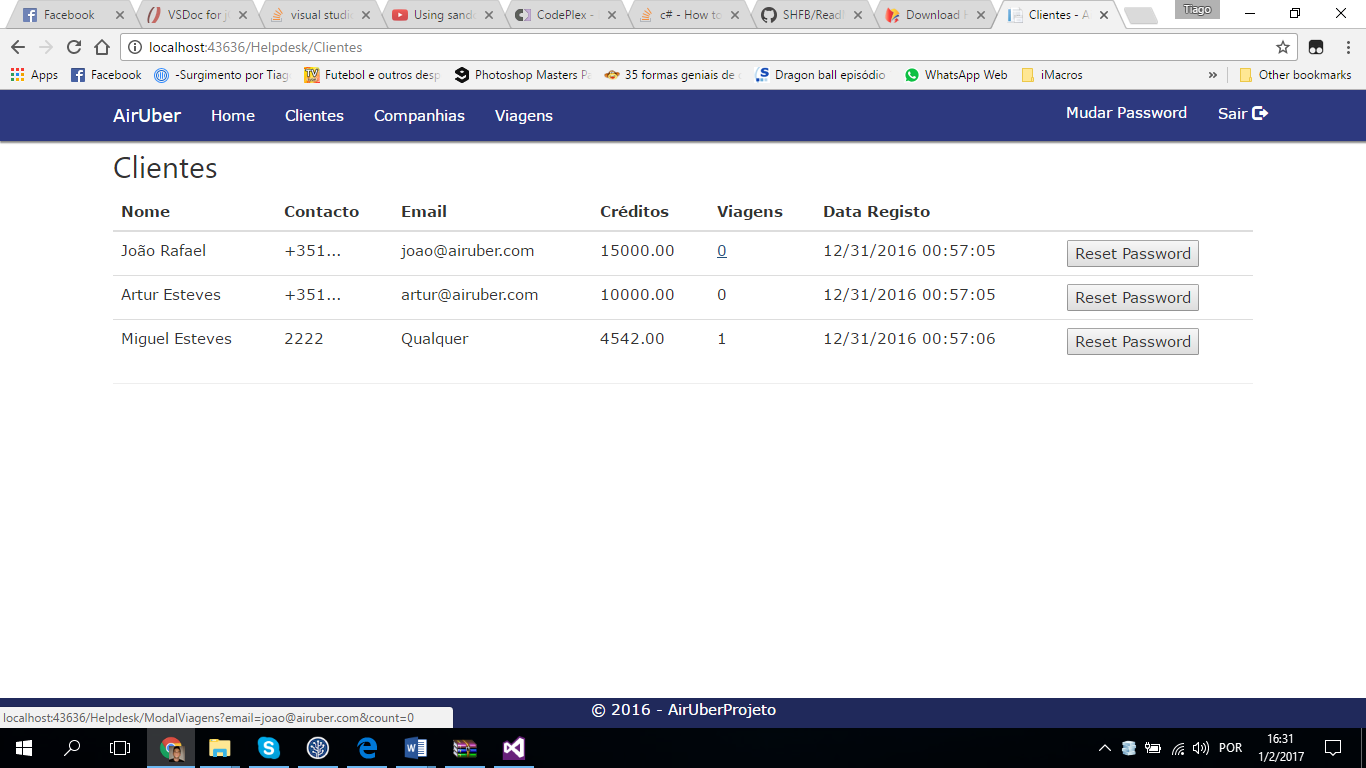 Tiago
Facebook
VSDoc for j
visual studi
Using sand
CodePlex -
c# - How to
SHFB/Readl
Download
Clientes - A
localhost:43636/Helpdesk/Clientes
Apps Facebook -Surgimento por Tiag Futebol e outros desp Photoshop Masters Pa 35 formas geniais de Dragon ball episódio WhatsApp Web iMacros » Other bookmarks
AirUber Home Clientes Companhias Viagens Mudar Password Sair
Clientes
Nome Contacto Email Créditos Viagens Data Registo
João Rafael +351... joao@airuber.com 15000.00 0 12/31/2016 00:57:05 Reset Password
Artur Esteves +351... artur@airuber.com 10000.00 0 12/31/2016 00:57:05 Reset Password
Miguel Esteves 2222 Qualquer 4542.00 1 12/31/2016 00:57:06 Reset Password
© 2016 - AirUberProjeto
localhost:43636/Helpdesk/ModalViagens?email=joao@airuber.com&count=0
POR
16:31
1/2/2017